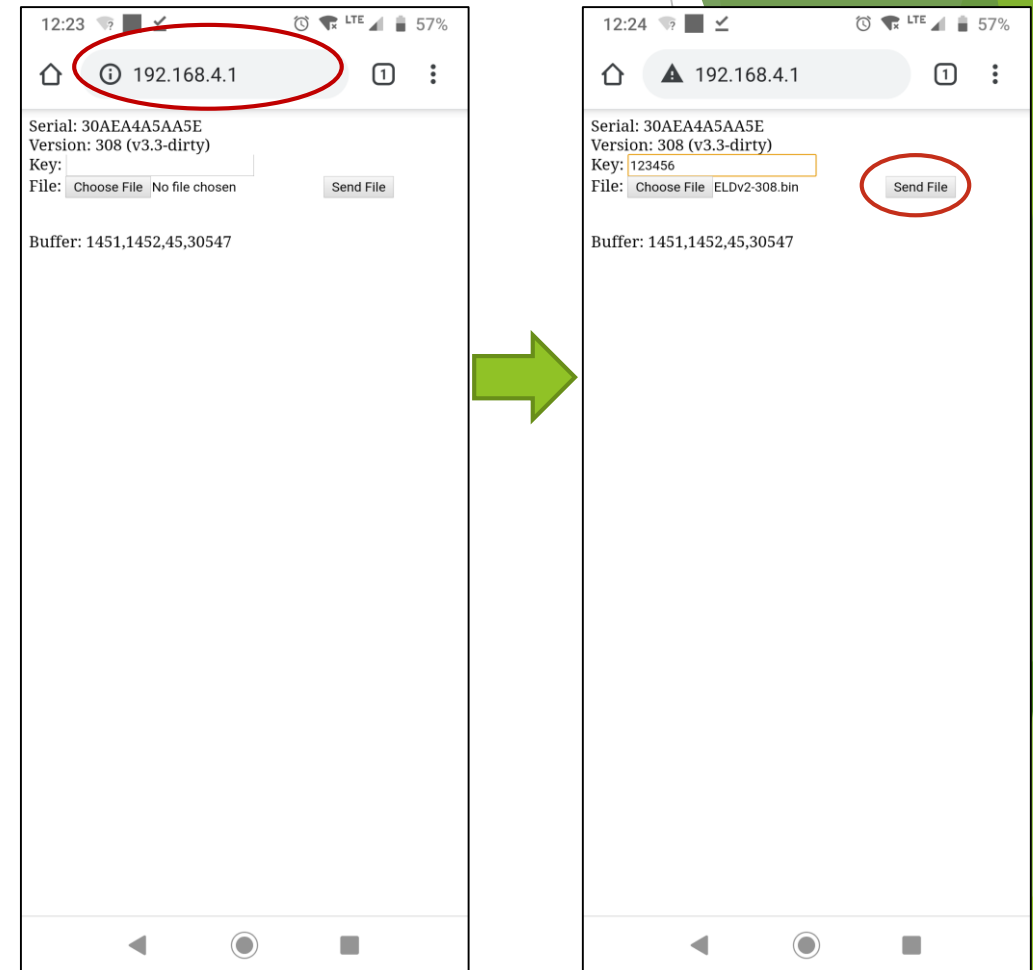 12:23 ? LTE 57%
192.168.4.1 1
Serial: 30AEA4A5AA5E
Version: 308 (v3.3-dirty)
Key:
File: Choose File No file chosen Send File
Buffer: 1451,1452,45,30547
12:24 ? LTE 57%
192.168.4.1 1
Serial: 30AEA4A5AA5E
Version: 308 (v3.3-dirty)
Key: 123456
File: Choose File ELDv2-308.bin Send File
Buffer: 1451,1452,45,30547